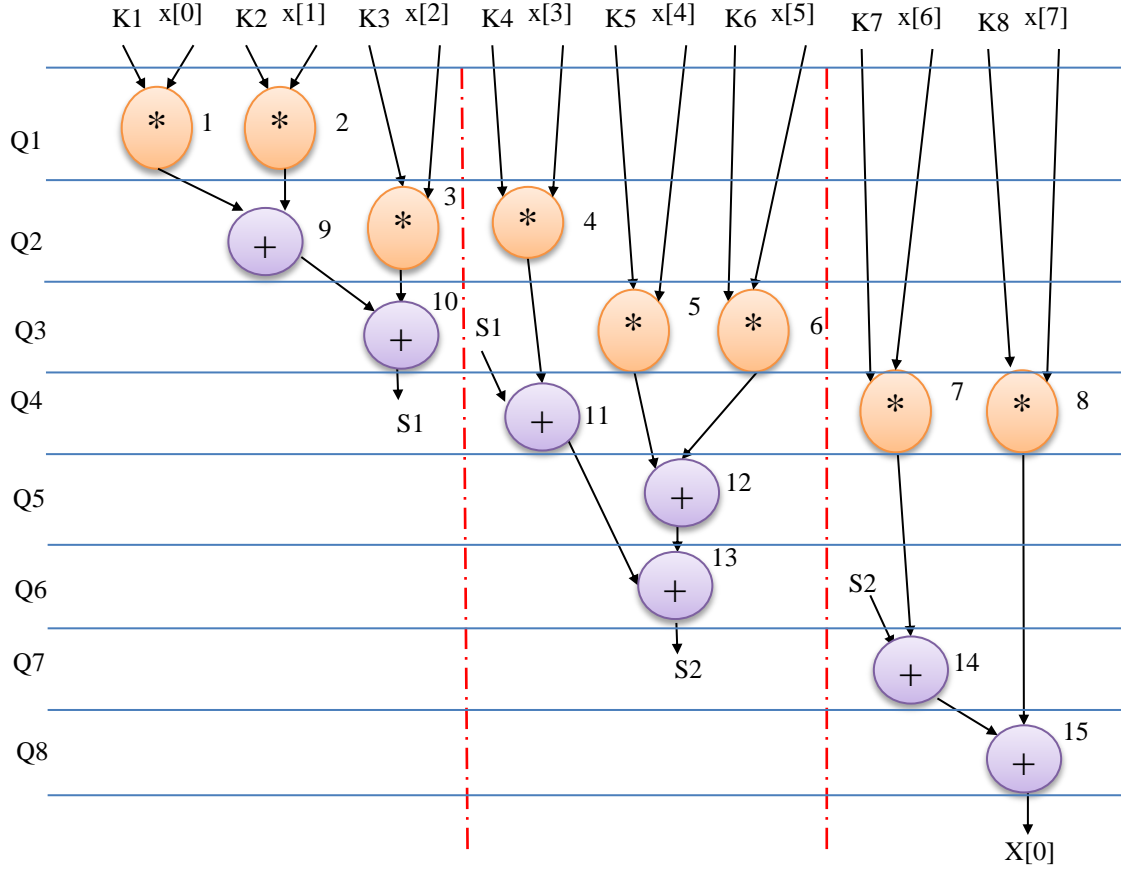 K1 x[0] K2 x[1] K3 x[2] K4 x[3] K5 x[4] K6 x[5] K7 x[6] K8 x[7]
Q1 * 1 * 2
Q2 + 9 * 3 * 4
Q3 + 10 S1 * 5 * 6
Q4 S1 + 11 * 7 * 8
Q5 + 12
Q6 + 13 S2
Q7 S2 + 14
Q8 + 15
X[0]